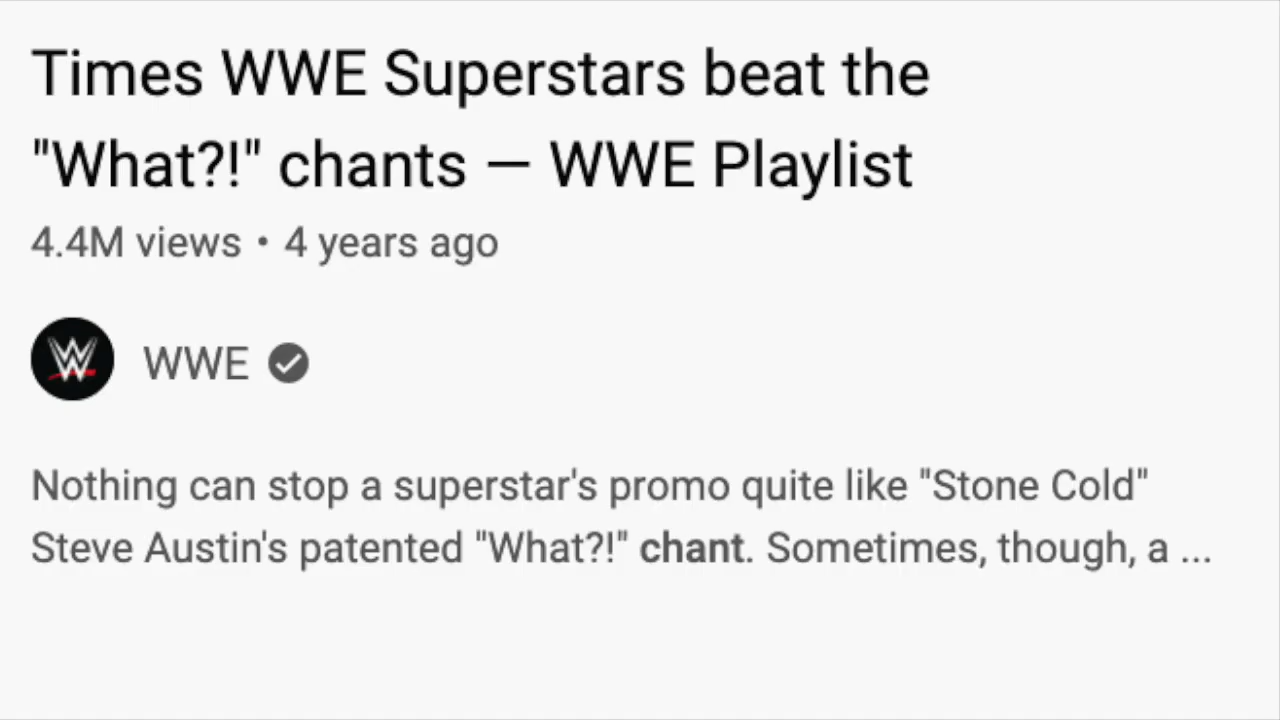 Times WWE Superstars beat the
"What?!" chants — WWE Playlist
4.4M views • 4 years ago
W
WWE
Nothing can stop a superstar's promo quite like "Stone Cold"
Steve Austin's patented "What?!" chant. Sometimes, though, a ...